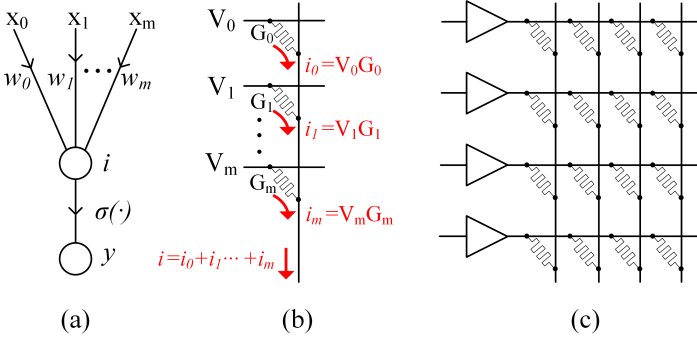 x₀ x₁ xₘ
w₀ w₁ wₘ
i
σ(·)
y
(a)
V₀
G₀
i₀=V₀G₀
V₁
G₁
i₁=V₁G₁
Vₘ
Gₘ
iₘ=VₘGₘ
i=i₀+i₁⋯+iₘ
(b)
(c)